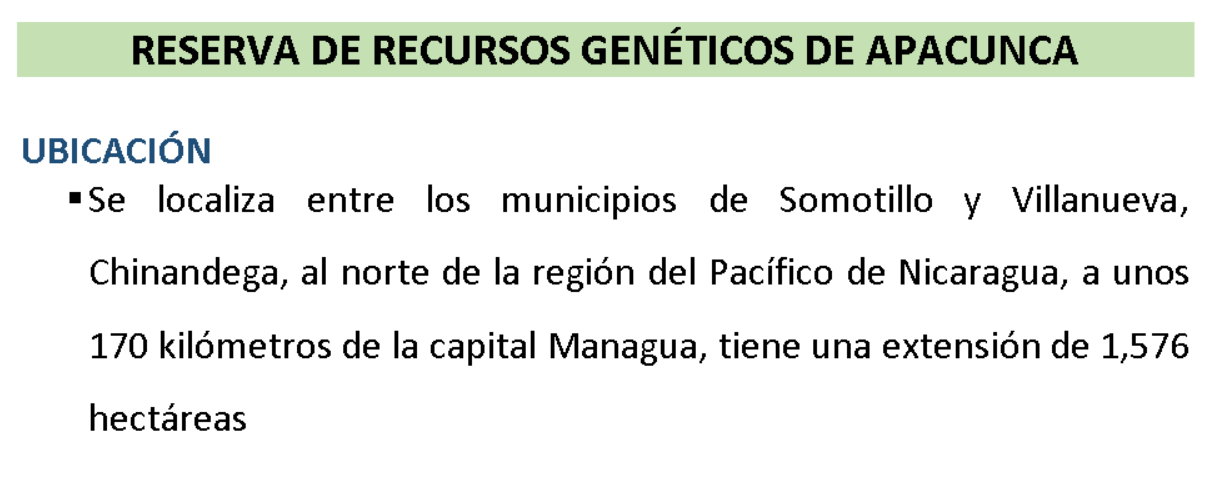 RESERVA DE RECURSOS GENÉTICOS DE APACUNCA
UBICACIÓN
▪ Se localiza entre los municipios de Somotillo y Villanueva,
Chinandega, al norte de la región del Pacífico de Nicaragua, a unos
170 kilómetros de la capital Managua, tiene una extensión de 1,576
hectáreas